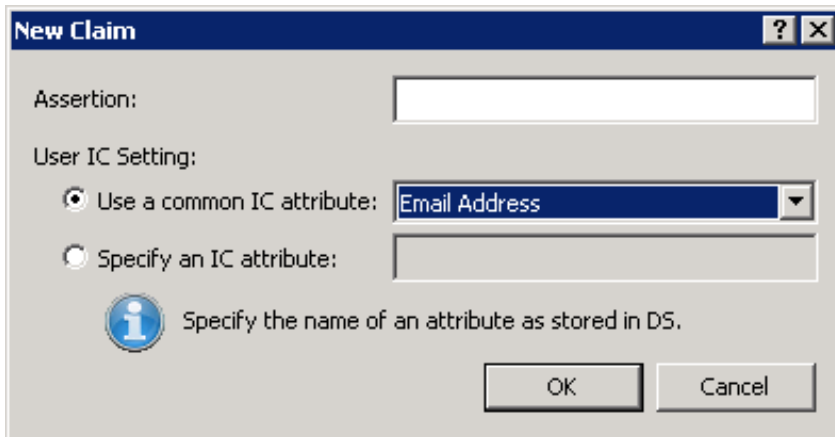 New Claim
Assertion:
User IC Setting:
Use a common IC attribute: Email Address
Specify an IC attribute:
Specify the name of an attribute as stored in DS.
OK Cancel